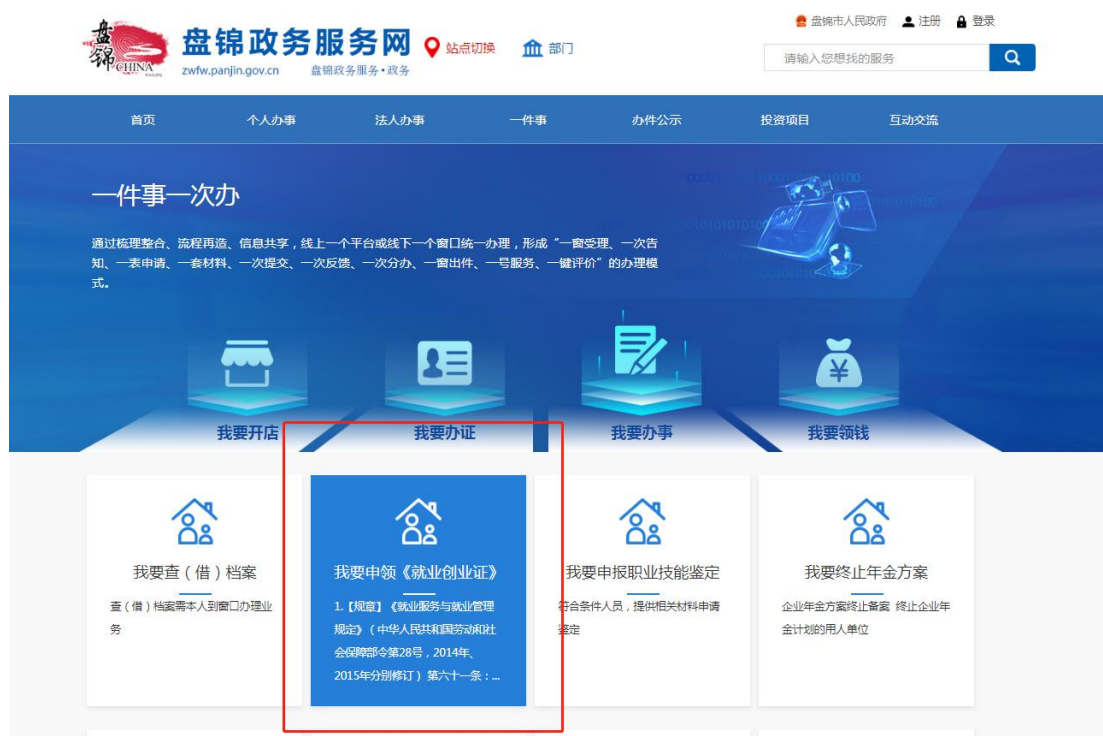 盘锦市人民政府 注册 登录
盘锦 CHINA
PANJIN
盘锦政务服务网
站点切换 部门
请输入您想找的服务
zwfw.panjin.gov.cn 盘锦政务服务·政务
首页 个人办事 法人办事 一件事 办件公示 投资项目 互动交流
一件事一次办
通过梳理整合、流程再造、信息共享，线上一个平台或线下一个窗口统一办理，形成“一窗受理、一次告
知、一表申请、一套材料、一次提交、一次反馈、一次分办、一窗出件、一号服务、一键评价”的办理模
式。
我要开店 我要办证 我要办事 我要领钱
我要查（借）档案
查（借）档案需本人到窗口办理业
务
我要申领《就业创业证》
1.【规章】《就业服务与就业管理
规定》（中华人民共和国劳动和社
会保障部令第28号，2014年、
2015年分别修订）第六十一条：...
我要申报职业技能鉴定
符合条件人员，提供相关材料申请
鉴定
我要终止年金方案
企业年金方案终止备案 终止企业年
金计划的用人单位